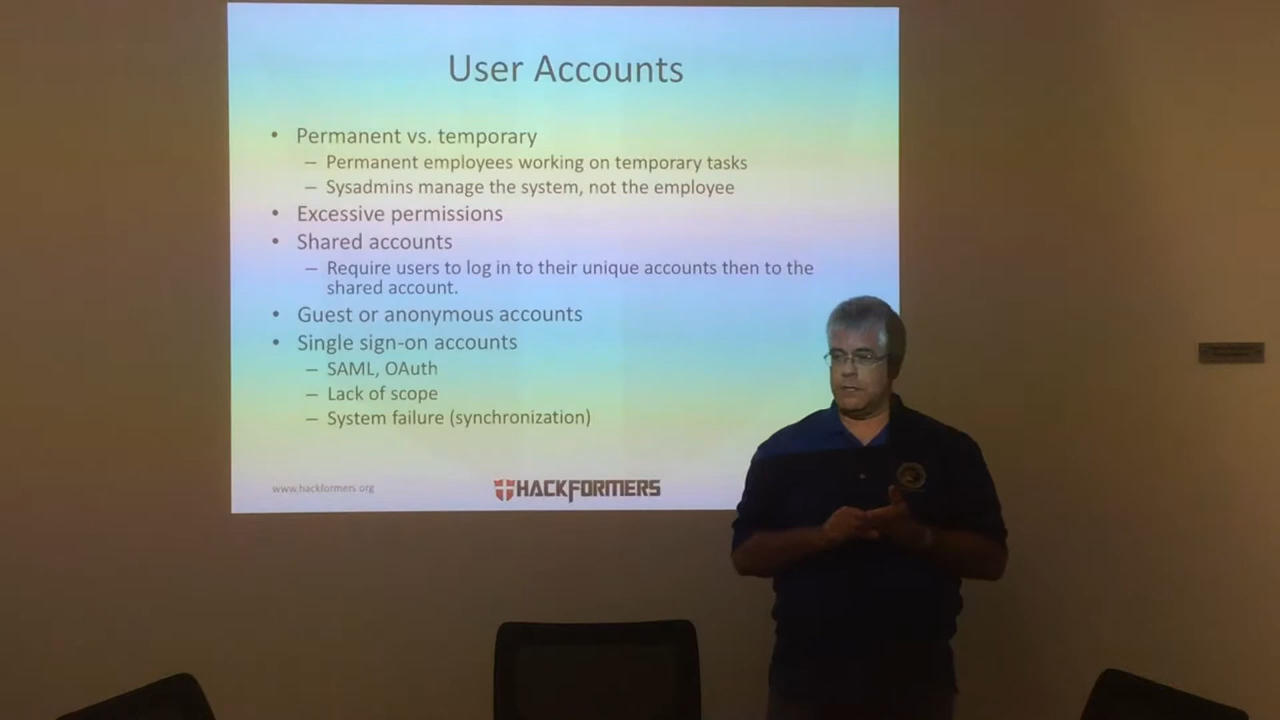 User Accounts
• Permanent vs. temporary
– Permanent employees working on temporary tasks
– Sysadmins manage the system, not the employee
• Excessive permissions
• Shared accounts
– Require users to log in to their unique accounts then to the
shared account.
• Guest or anonymous accounts
• Single sign-on accounts
– SAML, OAuth
– Lack of scope
– System failure (synchronization)
www.hackformers.org
HACKFORMERS